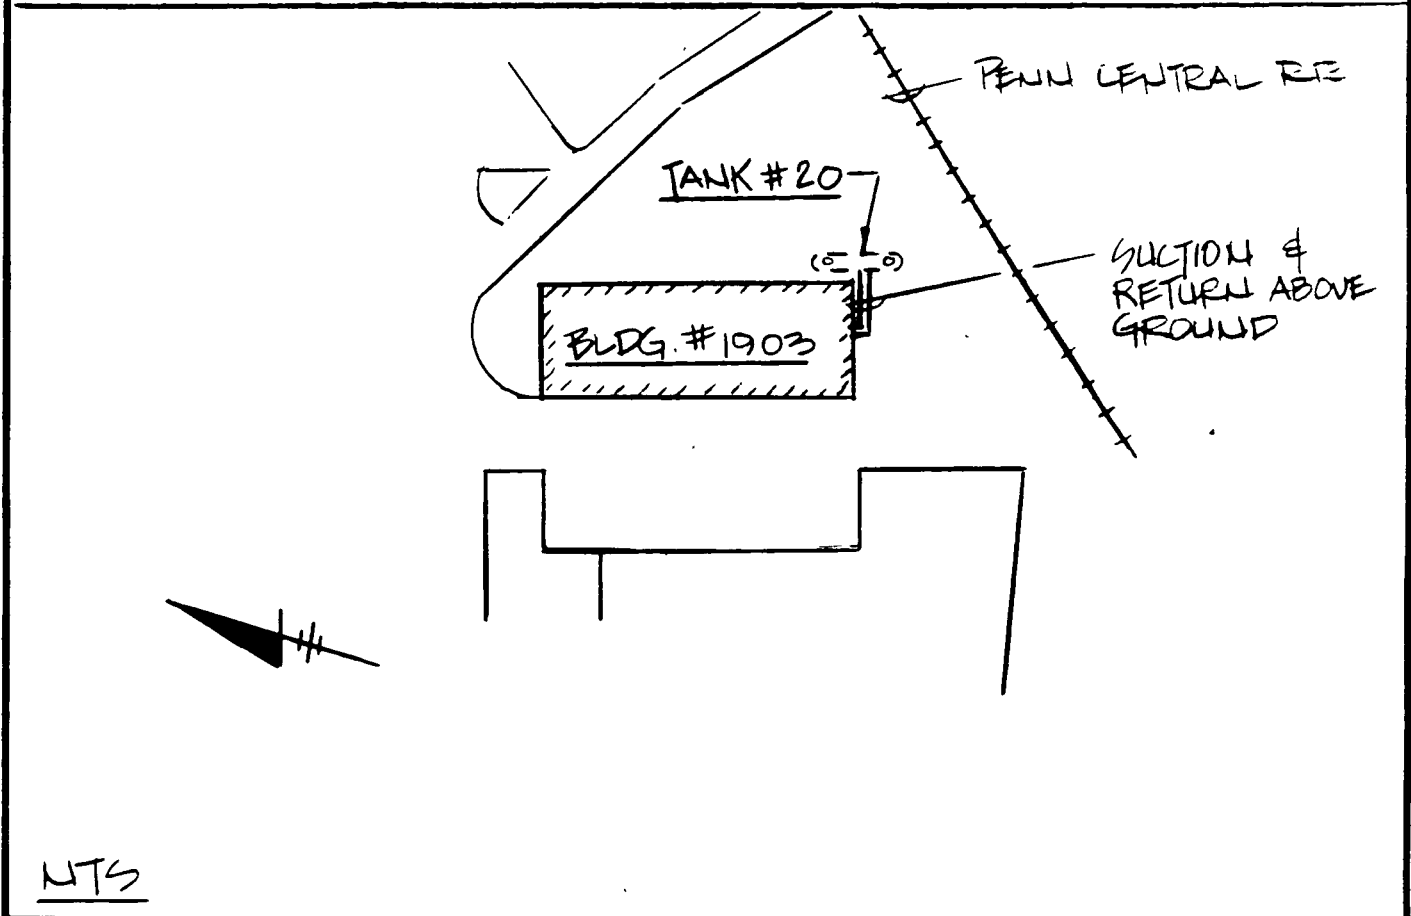 PENN CENTRAL RR
TANK #20
SUCTION &
RETURN ABOVE
GROUND
BLDG. #1903
NTS